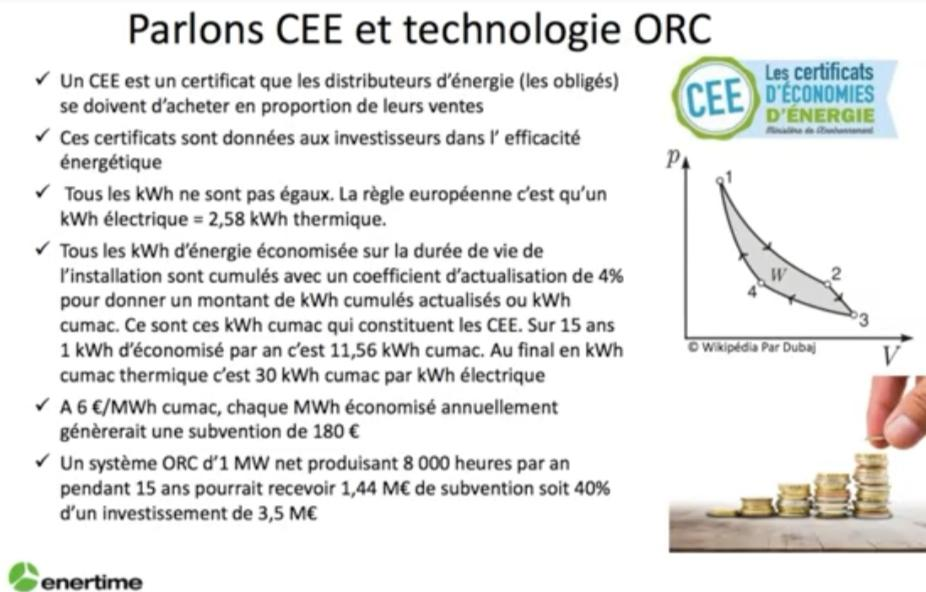 Parlons CEE et technologie ORC
✓ Un CEE est un certificat que les distributeurs d'énergie (les obligés)
se doivent d'acheter en proportion de leurs ventes
✓ Ces certificats sont données aux investisseurs dans l' efficacité
énergétique
✓ Tous les kWh ne sont pas égaux. La règle européenne c'est qu'un
kWh électrique = 2,58 kWh thermique.
✓ Tous les kWh d'énergie économisée sur la durée de vie de
l'installation sont cumulés avec un coefficient d'actualisation de 4%
pour donner un montant de kWh cumulés actualisés ou kWh
cumac. Ce sont ces kWh cumac qui constituent les CEE. Sur 15 ans
1 kWh d'économisé par an c'est 11,56 kWh cumac. Au final en kWh
cumac thermique c'est 30 kWh cumac par kWh électrique
✓ A 6 €/MWh cumac, chaque MWh économisé annuellement
génèrerait une subvention de 180 €
✓ Un système ORC d'1 MW net produisant 8 000 heures par an
pendant 15 ans pourrait recevoir 1,44 M€ de subvention soit 40%
d'un investissement de 3,5 M€
CEE
Les certificats
D'ÉCONOMIES
D'ÉNERGIE
Ministère de l'Environnement
p
1
W
2
4
3
© Wikipédia Par Dubaj
V
enertime